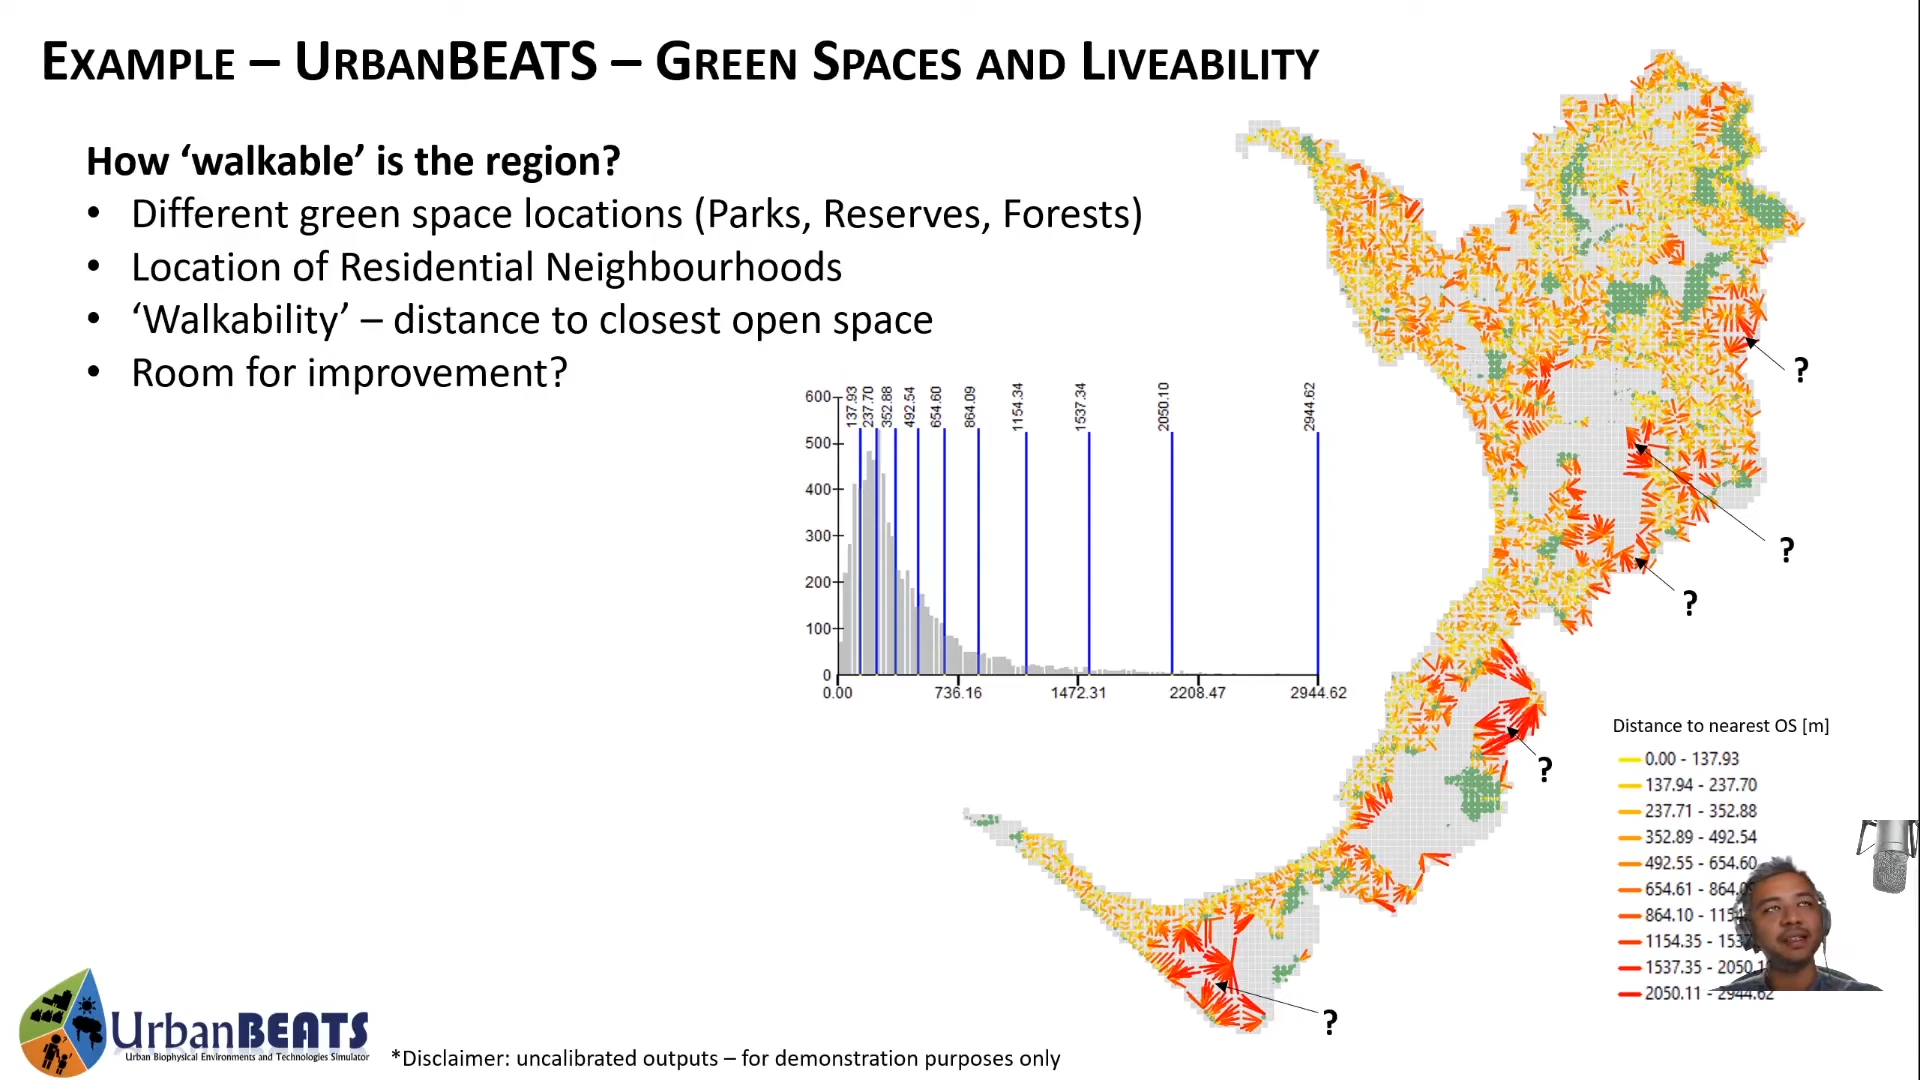 EXAMPLE – URBANBEATS – GREEN SPACES AND LIVEABILITY
How ‘walkable’ is the region?
• Different green space locations (Parks, Reserves, Forests)
• Location of Residential Neighbourhoods
• ‘Walkability’ – distance to closest open space
• Room for improvement?
137.93
237.70
352.88
492.54
654.60
864.09
1154.34
1537.34
2050.10
2944.62
600
500
400
300
200
100
0
0.00
736.16
1472.31
2208.47
2944.62
?
?
?
?
?
Distance to nearest OS [m]
0.00 - 137.93
137.94 - 237.70
237.71 - 352.88
352.89 - 492.54
492.55 - 654.60
654.61 - 864.09
864.10 -
1154.35 -
1537.35 - 2050.1
2050.11 - 2944.62
UrbanBEATS
Urban Biophysical Environments and Technologies Simulator
*Disclaimer: uncalibrated outputs – for demonstration purposes only